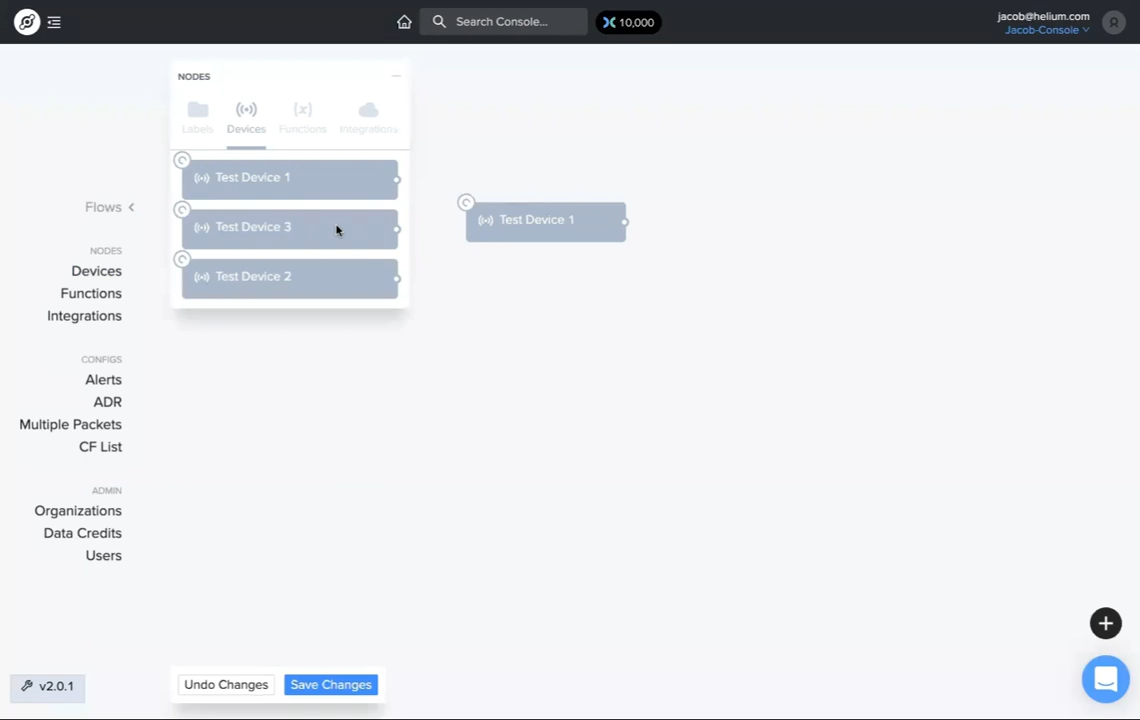 Search Console...
10,000
jacob@helium.com
Jacob-Console
R
NODES
Labels
Devices
Functions
Integrations
Test Device 1
Test Device 3
Test Device 2
Test Device 1
Flows
NODES
Devices
Functions
Integrations
CONFIGS
Alerts
ADR
Multiple Packets
CF List
ADMIN
Organizations
Data Credits
Users
v2.0.1
Undo Changes
Save Changes